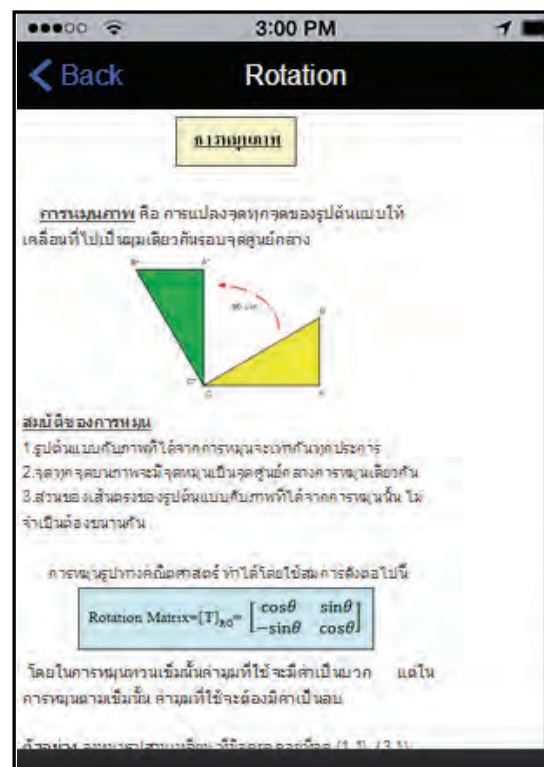 3:00 PM
Back
Rotation
การหมุนภาพ
การหมุนภาพ คือ การแปลงจุดทุกจุดของรูปต้นแบบให้
เคลื่อนที่ไปเป็นมุมเดียวกันรอบจุดศูนย์กลาง
สมบัติของการหมุน
1.รูปต้นแบบกับภาพที่ได้จากการหมุนจะเท่ากันทุกประการ
2.จุดทุกจุดบนภาพจะมีจุดหมุนเป็นจุดศูนย์กลางการหมุนเดียวกัน
3.ส่วนของเส้นตรงของรูปต้นแบบกับภาพที่ได้จากการหมุนนั้น ไม่
จำเป็นต้องขนานกัน
การหมุนรูปทางคณิตศาสตร์ ทำได้โดยใช้สมการดังต่อไปนี้
Rotation Matrix=[T]RO= [cosθ sinθ
−sinθ cosθ]
โดยในการหมุนทวนเข็มนั้นค่ามุมที่ใช้ จะมีค่าเป็นบวก แต่ใน
การหมุนตามเข็มนั้น ค่ามุมที่ใช้จะต้องมีค่าเป็นลบ